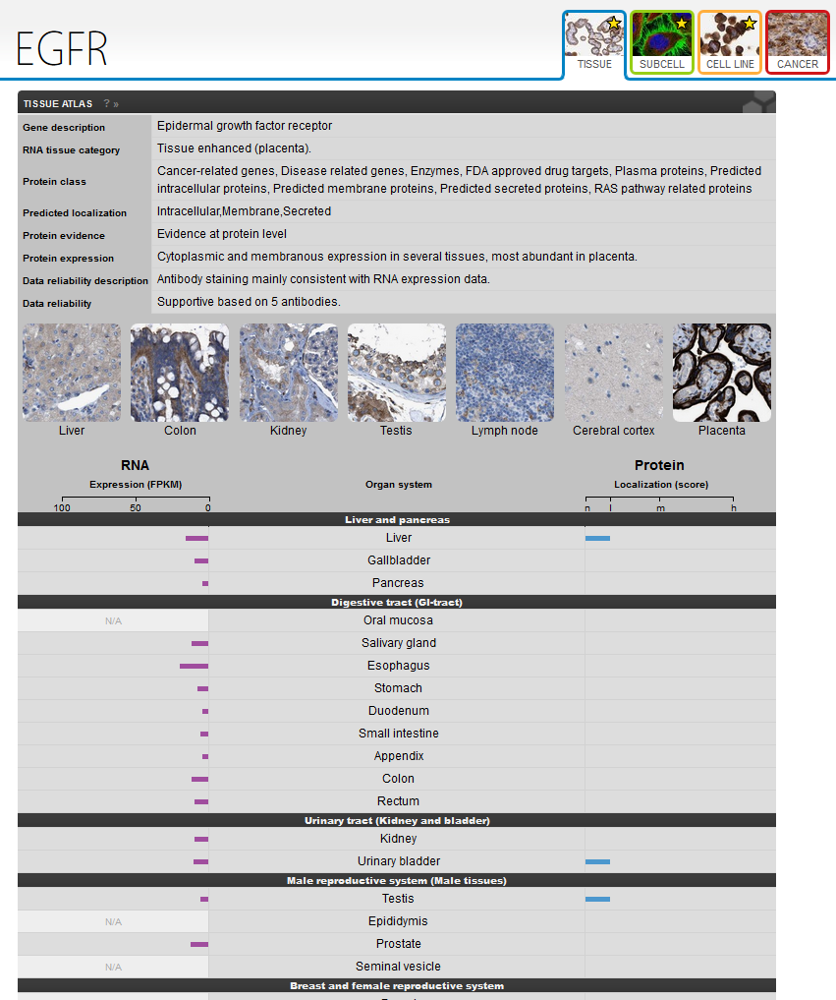 EGFR
TISSUE
SUBCELL
CELL LINE
CANCER
TISSUE ATLAS ? »
Gene description Epidermal growth factor receptor
RNA tissue category Tissue enhanced (placenta).
Protein class Cancer-related genes, Disease related genes, Enzymes, FDA approved drug targets, Plasma proteins, Predicted
intracellular proteins, Predicted membrane proteins, Predicted secreted proteins, RAS pathway related proteins
Predicted localization Intracellular,Membrane,Secreted
Protein evidence Evidence at protein level
Protein expression Cytoplasmic and membranous expression in several tissues, most abundant in placenta.
Data reliability description Antibody staining mainly consistent with RNA expression data.
Data reliability Supportive based on 5 antibodies.
Liver Colon Kidney Testis Lymph node Cerebral cortex Placenta
RNA Protein
Expression (FPKM) Organ system Localization (score)
100 50 0 n l m h
Liver and pancreas
Liver
Gallbladder
Pancreas
Digestive tract (GI-tract)
N/A Oral mucosa
Salivary gland
Esophagus
Stomach
Duodenum
Small intestine
Appendix
Colon
Rectum
Urinary tract (Kidney and bladder)
Kidney
Urinary bladder
Male reproductive system (Male tissues)
Testis
N/A Epididymis
Prostate
N/A Seminal vesicle
Breast and female reproductive system